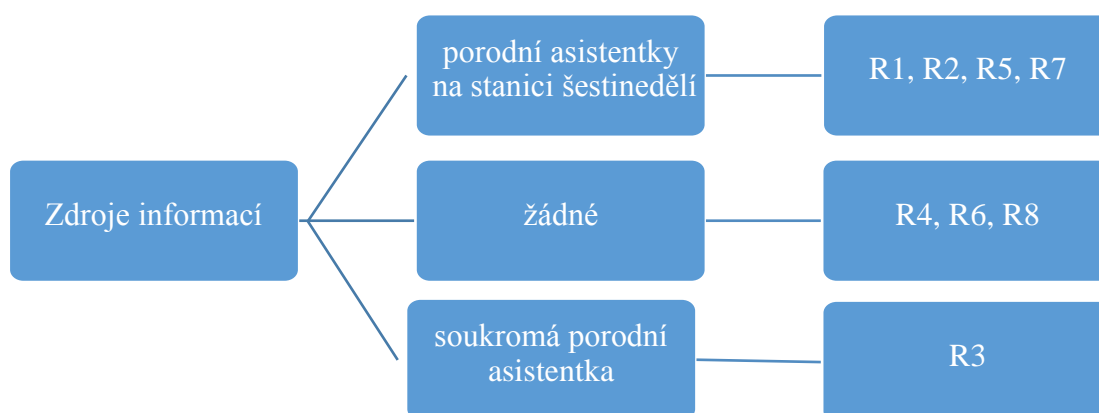 porodní asistentky
na stanici šestinedělí
R1, R2, R5, R7
Zdroje informací
žádné
R4, R6, R8
soukromá porodní
asistentka
R3